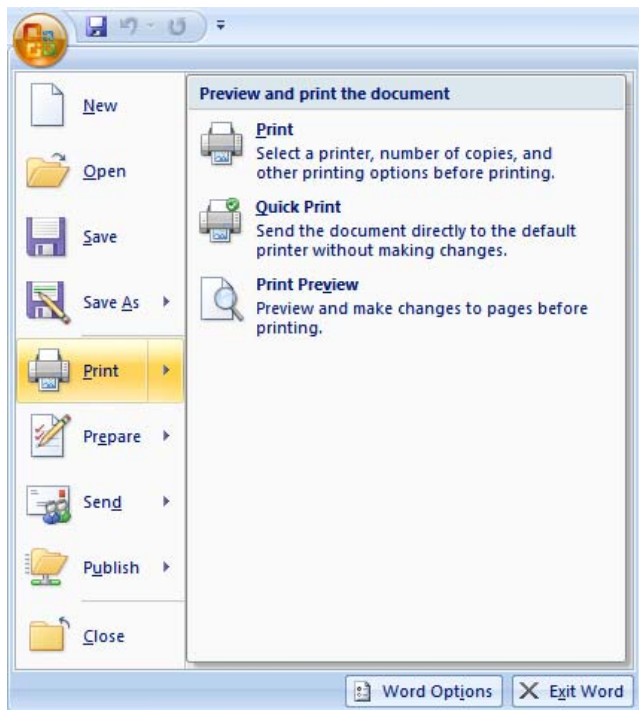 New
Open
Save
Save As
Print
Prepare
Send
Publish
Close
Preview and print the document
Print
Select a printer, number of copies, and
other printing options before printing.
Quick Print
Send the document directly to the default
printer without making changes.
Print Preview
Preview and make changes to pages before
printing.
Word Options
Exit Word